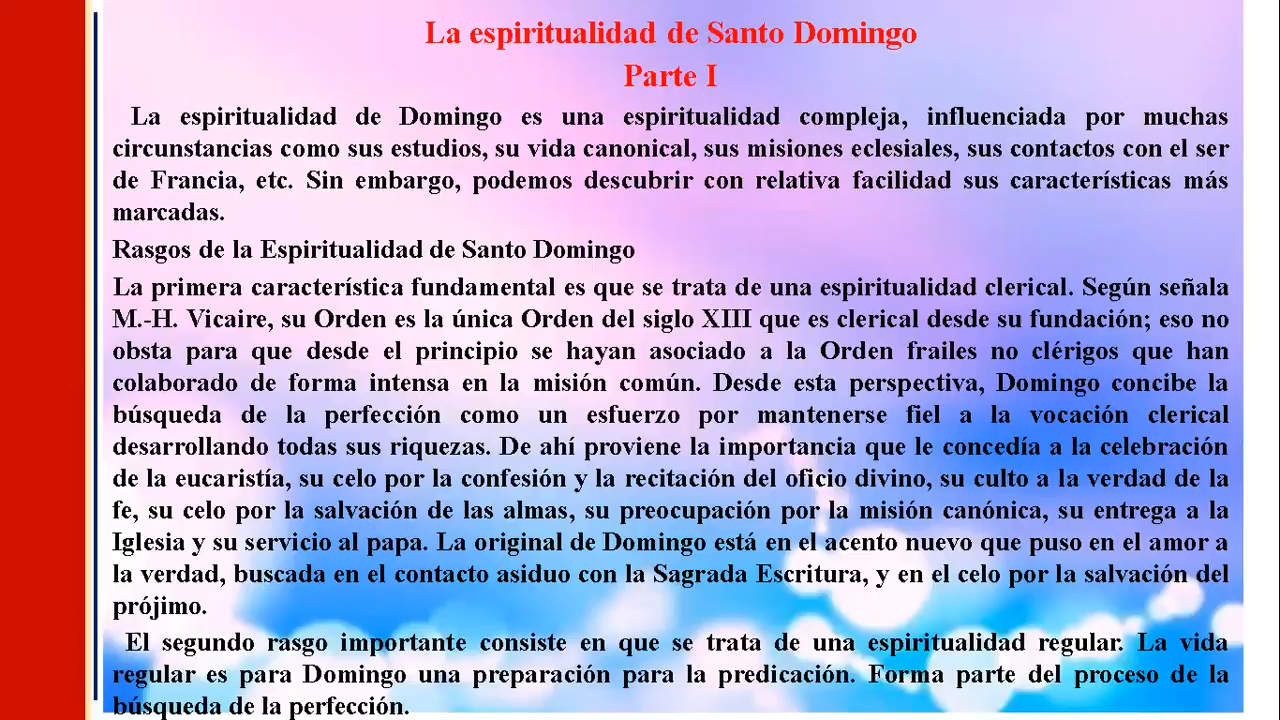 La espiritualidad de Santo Domingo
Parte I
La espiritualidad de Domingo es una espiritualidad compleja, influenciada por muchas
circunstancias como sus estudios, su vida canonical, sus misiones eclesiales, sus contactos con el ser
de Francia, etc. Sin embargo, podemos descubrir con relativa facilidad sus características más
marcadas.
Rasgos de la Espiritualidad de Santo Domingo
La primera característica fundamental es que se trata de una espiritualidad clerical. Según señala
M.-H. Vicaire, su Orden es la única Orden del siglo XIII que es clerical desde su fundación; eso no
obsta para que desde el principio se hayan asociado a la Orden frailes no clérigos que han
colaborado de forma intensa en la misión común. Desde esta perspectiva, Domingo concibe la
búsqueda de la perfección como un esfuerzo por mantenerse fiel a la vocación clerical
desarrollando todas sus riquezas. De ahí proviene la importancia que le concedía a la celebración
de la eucaristía, su celo por la confesión y la recitación del oficio divino, su culto a la verdad de la
fe, su celo por la salvación de las almas, su preocupación por la misión canónica, su entrega a la
Iglesia y su servicio al papa. La original de Domingo está en el acento nuevo que puso en el amor a
la verdad, buscada en el contacto asiduo con la Sagrada Escritura, y en el celo por la salvación del
prójimo.
El segundo rasgo importante consiste en que se trata de una espiritualidad regular. La vida
regular es para Domingo una preparación para la predicación. Forma parte del proceso de la
búsqueda de la perfección.